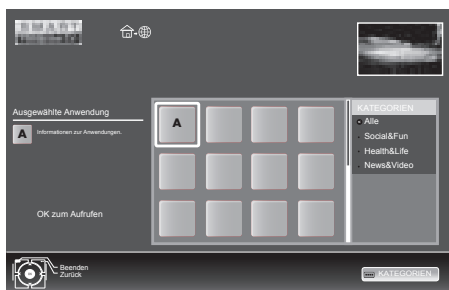 SMART
Ausgewählte Anwendung
A
Informationen zur Anwendungen.
OK zum Aufrufen
A
KATEGORIEN
Alle
Social&Fun
Health&Life
News&Video
Beenden
Zurück
KATEGORIEN